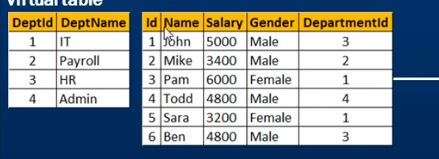 Virtual table
DeptId DeptName
1 IT
2 Payroll
3 HR
4 Admin
Id Name Salary Gender DepartmentId
1 John 5000 Male 3
2 Mike 3400 Male 2
3 Pam 6000 Female 1
4 Todd 4800 Male 4
5 Sara 3200 Female 1
6 Ben 4800 Male 3